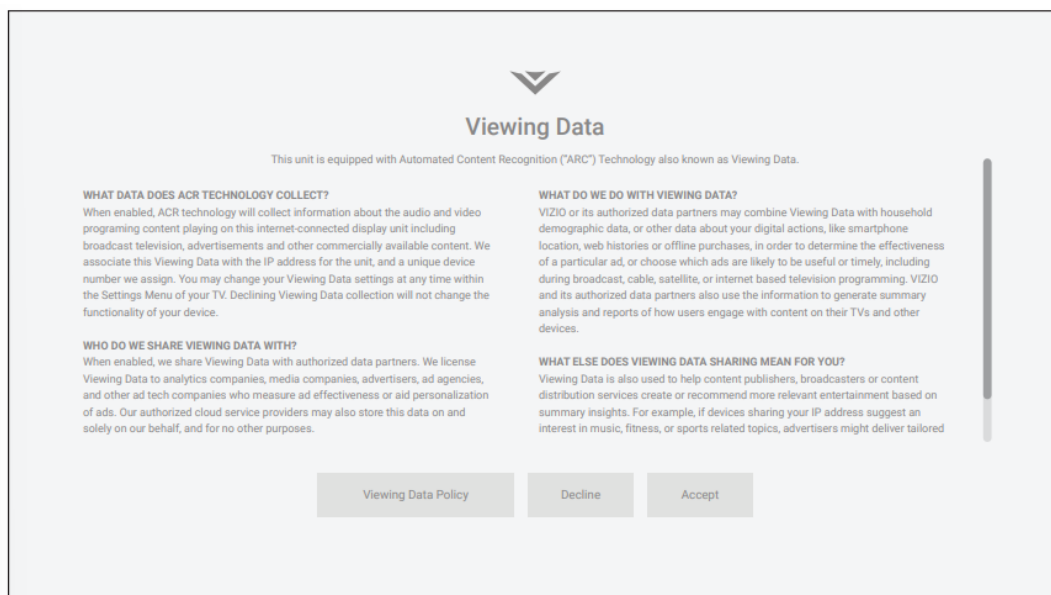 Viewing Data
This unit is equipped with Automated Content Recognition ("ARC") Technology also known as Viewing Data.
WHAT DATA DOES ACR TECHNOLOGY COLLECT?
When enabled, ACR technology will collect information about the audio and video
programing content playing on this internet-connected display unit including
broadcast television, advertisements and other commercially available content. We
associate this Viewing Data with the IP address for the unit, and a unique device
number we assign. You may change your Viewing Data settings at any time within
the Settings Menu of your TV. Declining Viewing Data collection will not change the
functionality of your device.
WHO DO WE SHARE VIEWING DATA WITH?
When enabled, we share Viewing Data with authorized data partners. We license
Viewing Data to analytics companies, media companies, advertisers, ad agencies,
and other ad tech companies who measure ad effectiveness or aid personalization
of ads. Our authorized cloud service providers may also store this data on and
solely on our behalf, and for no other purposes.
WHAT DO WE DO WITH VIEWING DATA?
VIZIO or its authorized data partners may combine Viewing Data with household
demographic data, or other data about your digital actions, like smartphone
location, web histories or offline purchases, in order to determine the effectiveness
of a particular ad, or choose which ads are likely to be useful or timely, including
during broadcast, cable, satellite, or internet based television programming. VIZIO
and its authorized data partners also use the information to generate summary
analysis and reports of how users engage with content on their TVs and other
devices.
WHAT ELSE DOES VIEWING DATA SHARING MEAN FOR YOU?
Viewing Data is also used to help content publishers, broadcasters or content
distribution services create or recommend more relevant entertainment based on
summary insights. For example, if devices sharing your IP address suggest an
interest in music, fitness, or sports related topics, advertisers might deliver tailored
Viewing Data Policy
Decline
Accept